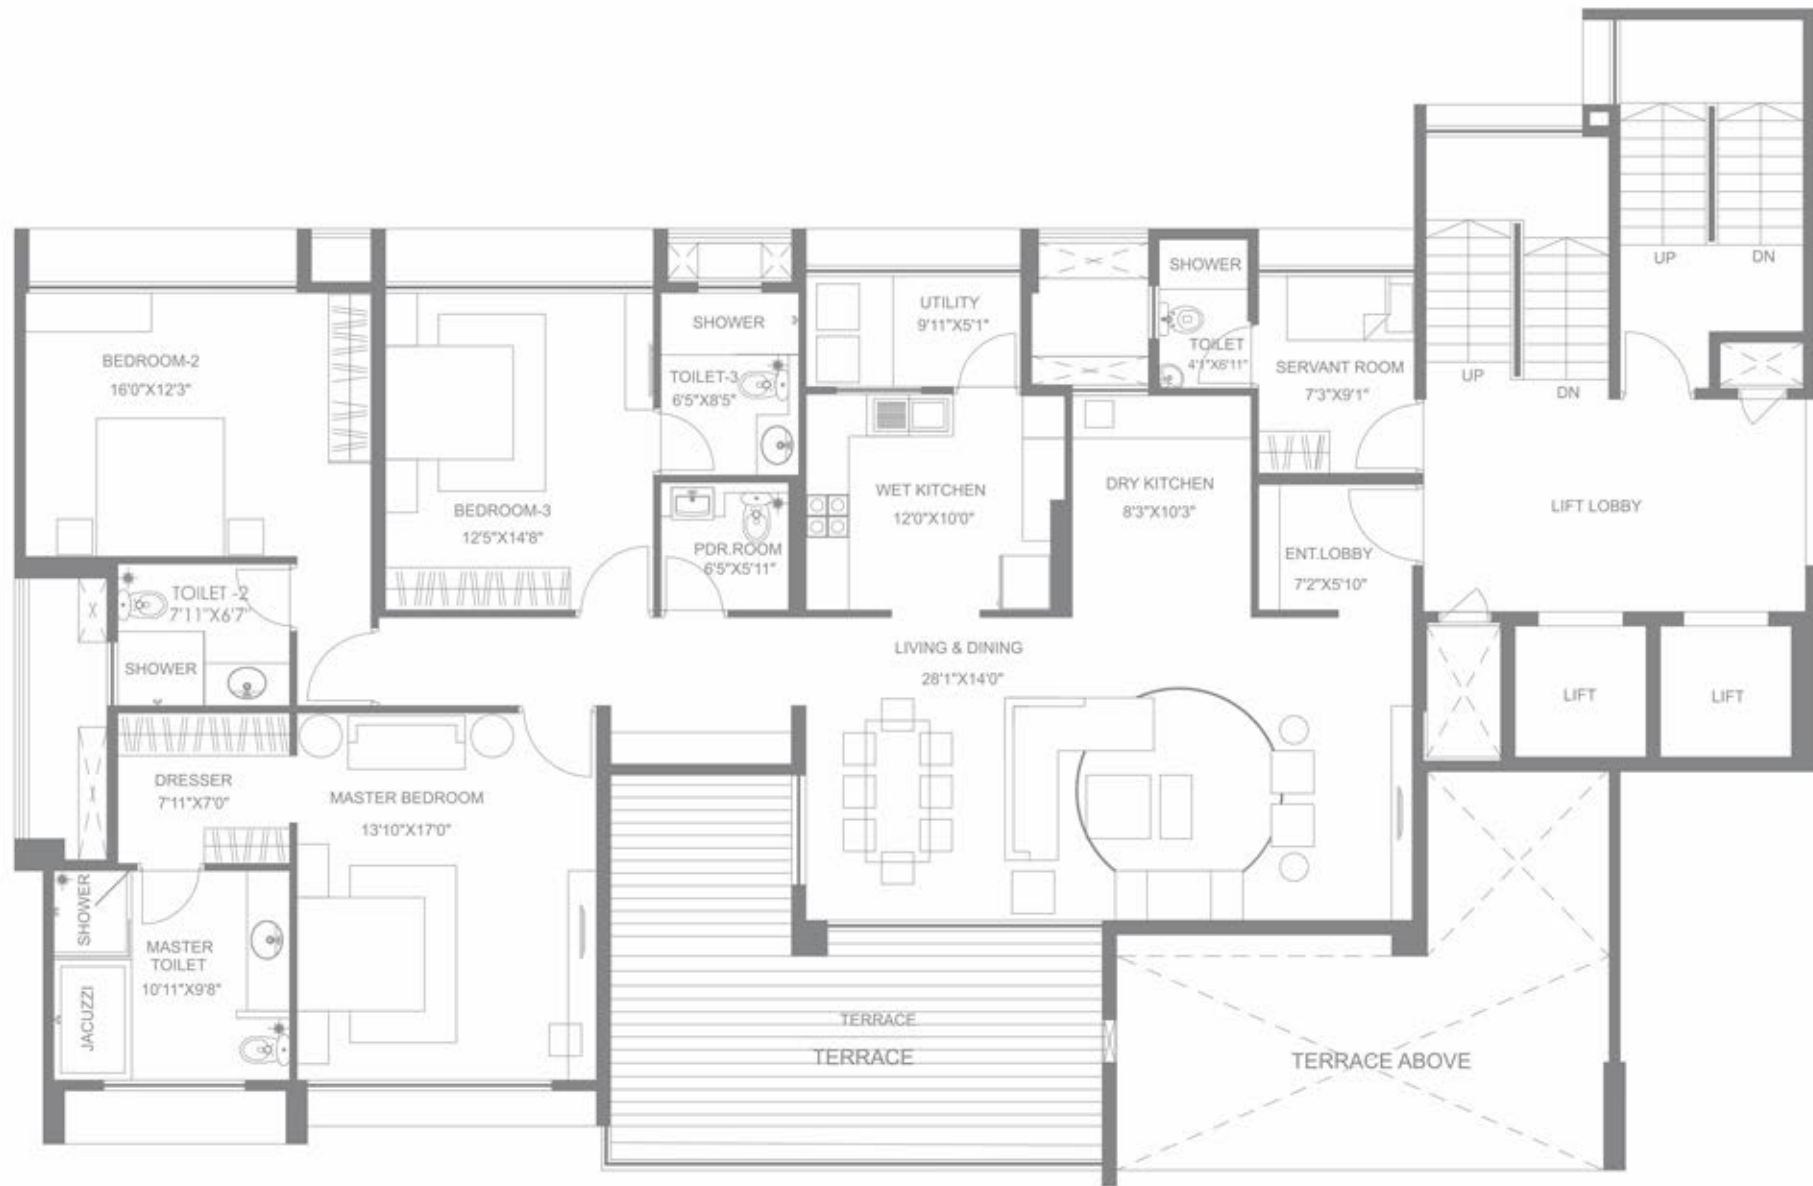 UP
DN
UP
DN
SHOWER
UTILITY
9'11"X5'1"
SHOWER
TOILET
4'1"X6'11"
SERVANT ROOM
7'3"X9'1"
BEDROOM-2
16'0"X12'3"
TOILET-3
6'5"X8'5"
BEDROOM-3
12'5"X14'8"
WET KITCHEN
12'0"X10'0"
DRY KITCHEN
8'3"X10'3"
LIFT LOBBY
PDR.ROOM
6'5"X5'11"
ENT.LOBBY
7'2"X5'10"
TOILET -2
7'11"X6'7"
SHOWER
LIVING & DINING
28'1"X14'0"
LIFT
LIFT
DRESSER
7'11"X7'0"
MASTER BEDROOM
13'10"X17'0"
SHOWER
MASTER
TOILET
10'11"X9'8"
JACUZZI
TERRACE
TERRACE
TERRACE ABOVE